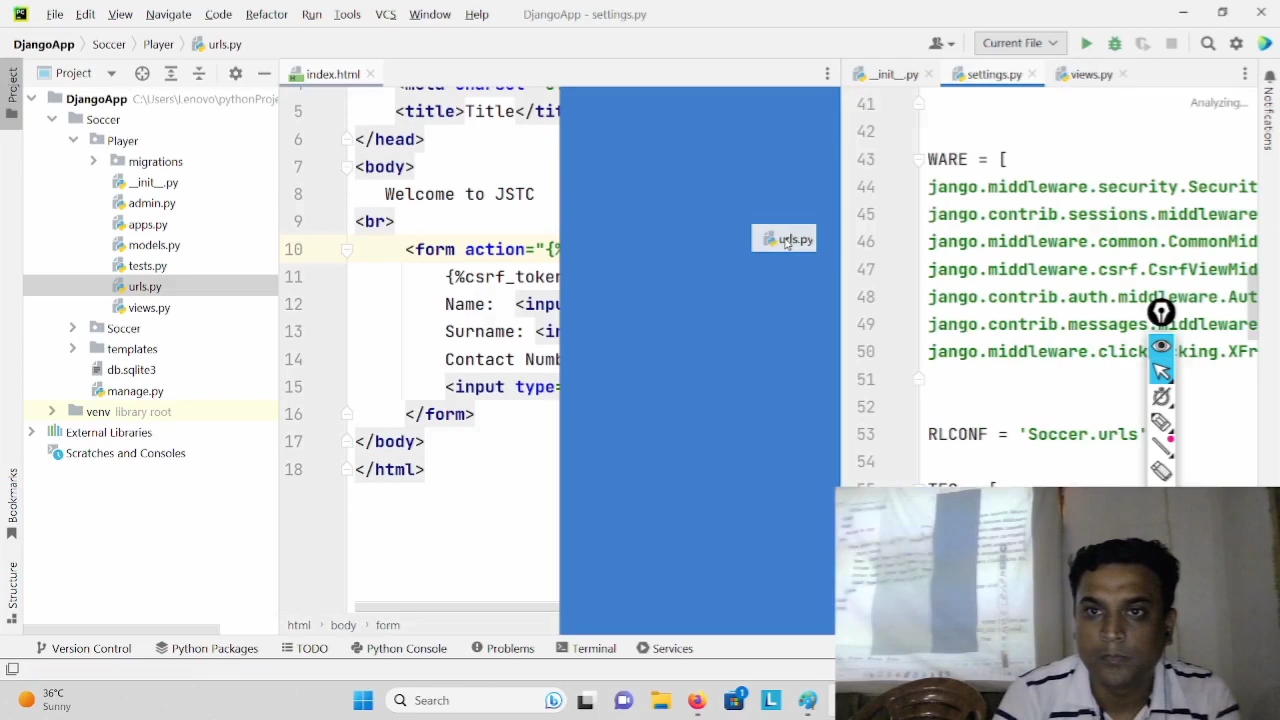 File Edit View Navigate Code Refactor Run Tools VCS Window Help DjangoApp - settings.py
DjangoApp Soccer Player urls.py Current File
Project
DjangoApp C:\Users\Lenovo\pythonProje
Soccer
Player
migrations
__init__.py
admin.py
apps.py
models.py
tests.py
urls.py
views.py
Soccer
templates
db.sqlite3
manage.py
venv library root
External Libraries
Scratches and Consoles
Project
Bookmarks
Structure
index.html
5 <title>Title</tit
6 </head>
7 <body>
8 Welcome to JSTC
9 <br>
10 <form action="{%
11 {%csrf_token
12 Name: <inpu
13 Surname: <in
14 Contact Numb
15 <input type=
16 </form>
17 </body>
18 </html>
html body form
urls.py
__init__.py settings.py views.py
Analyzing...
41
42
43 WARE = [
44 jango.middleware.security.Securit
45 jango.contrib.sessions.middleware
46 jango.middleware.common.CommonMid
47 jango.middleware.csrf.CsrfViewMid
48 jango.contrib.auth.middleware.Aut
49 jango.contrib.messages.middleware
50
51
52
53 RLCONF = 'Soccer.urls'
54
Notifications
Version Control Python Packages TODO Python Console Problems Terminal Services
36°C
Sunny
Search